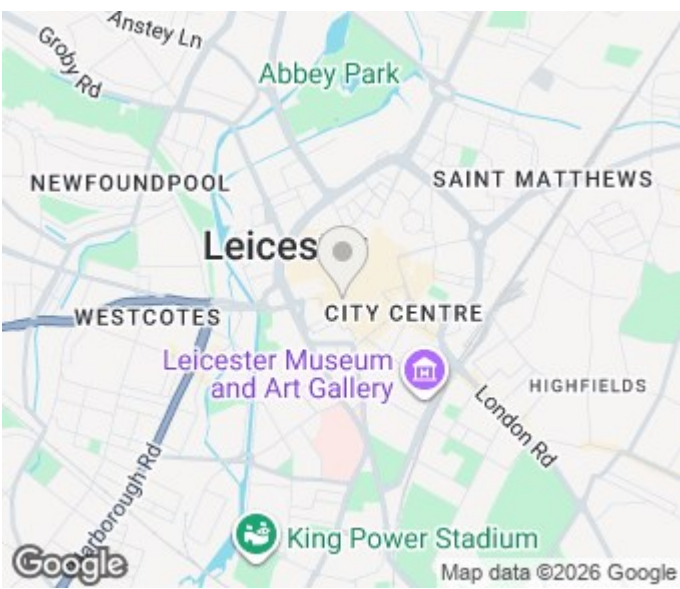 Anstey Ln
Groby Rd
Abbey Park
NEWFOUNDPOOL
SAINT MATTHEWS
Leices
WESTCOTES
CITY CENTRE
Leicester Museum
and Art Gallery
HIGHFIELDS
London Rd
arborough Rd
King Power Stadium
Google
Map data ©2026 Google